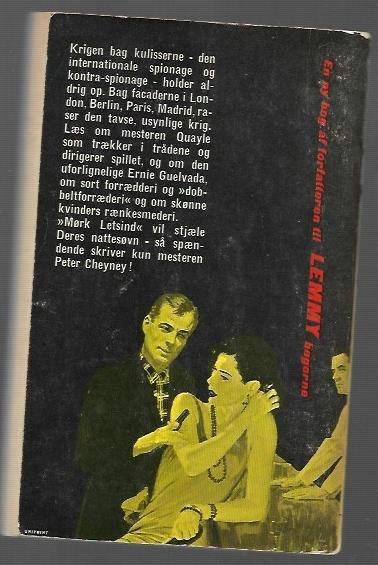 Krigen bag kulisserne - den
internationale spionage og
kontra-spionage - holder al-
drig op. Bag facaderne i Lon-
don, Berlin, Paris, Madrid, ra-
ser den tavse, usynlige krig.
Læs om mesteren Quayle
som trækker i trådene og
dirigerer spillet, og om den
uforlignelige Ernie Guelvada,
om sort forrædderi og »dob-
beltforræderi« og om skønne
kvinders rænkesmederi.
»Mørk Letsind« vil stjæle
Deres nattesøvn - så spæn-
dende skriver kun mesteren
Peter Cheyney!
En ny bog af forfatteren til LEMMY bøgerne
UNIPRINT